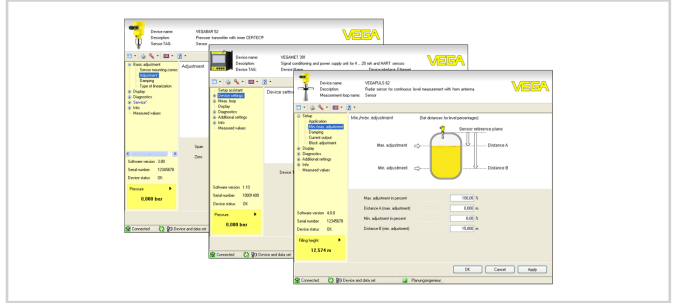 Device name VEGABAR 52
Description Pressure transmitter with inner CERTEC®
Sensor TAG Sensor
VEGA
Basic adjustment
Sensor mounting correc
Adjustment
Damping
Type of linearization
Display
Diagnostics
Service
Info
Measured values
Adjustment
Span
Zero
Software version 3.80
Serial number 12345678
Device status OK
Pressure
0,000 bar
Connected Device and data set
Device name VEGAMET 391
Description Signal conditioning and power supply unit for 4 ... 20 mA and HART sensors
Device TAG
VEGA
Setup assistant
Device settings
Meas. loop
Display
Diagnostics
Additional settings
Info
Measured values
Device settin
Software version 1.10
Serial number 10001400
Device status OK
Pressure
0,000 bar
Connected Device and data set
Device name VEGAPULS 62
Description Radar sensor for continuous level measurement with horn antenna
Measurement loop name Sensor
VEGA
Setup
Application
Min./max. adjustment
Damping
Current output
Block adjustment
Display
Diagnostics
Additional settings
Info
Measured values
Min./max. adjustment (Set distances for level percentages)
Sensor reference plane
Max. adjustment
Distance A
Min. adjustment
Distance B
Max. adjustment in percent 100,00 %
Distance A (max. adjustment) 0,000 m
Min. adjustment in percent 0,00 %
Distance B (min. adjustment) 15,000 m
Software version 4.0.0
Serial number 12345678
Device status OK
Filling height
12,574 m
OK Cancel Apply
Connected Device and data set Planungsingenieur